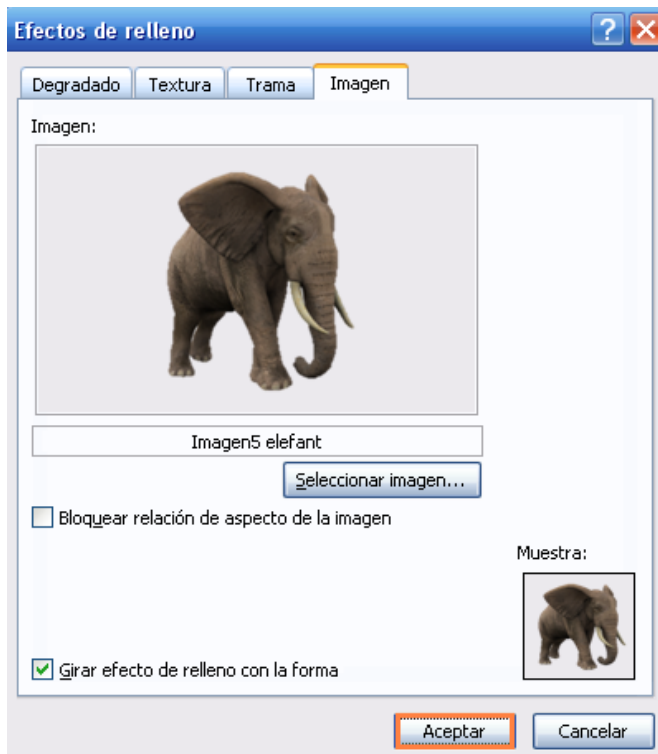 Efectos de relleno
Degradado Textura Trama Imagen
Imagen:
Imagen5 elefant
Seleccionar imagen...
Bloquear relación de aspecto de la imagen
Muestra:
Girar efecto de relleno con la forma
Aceptar Cancelar